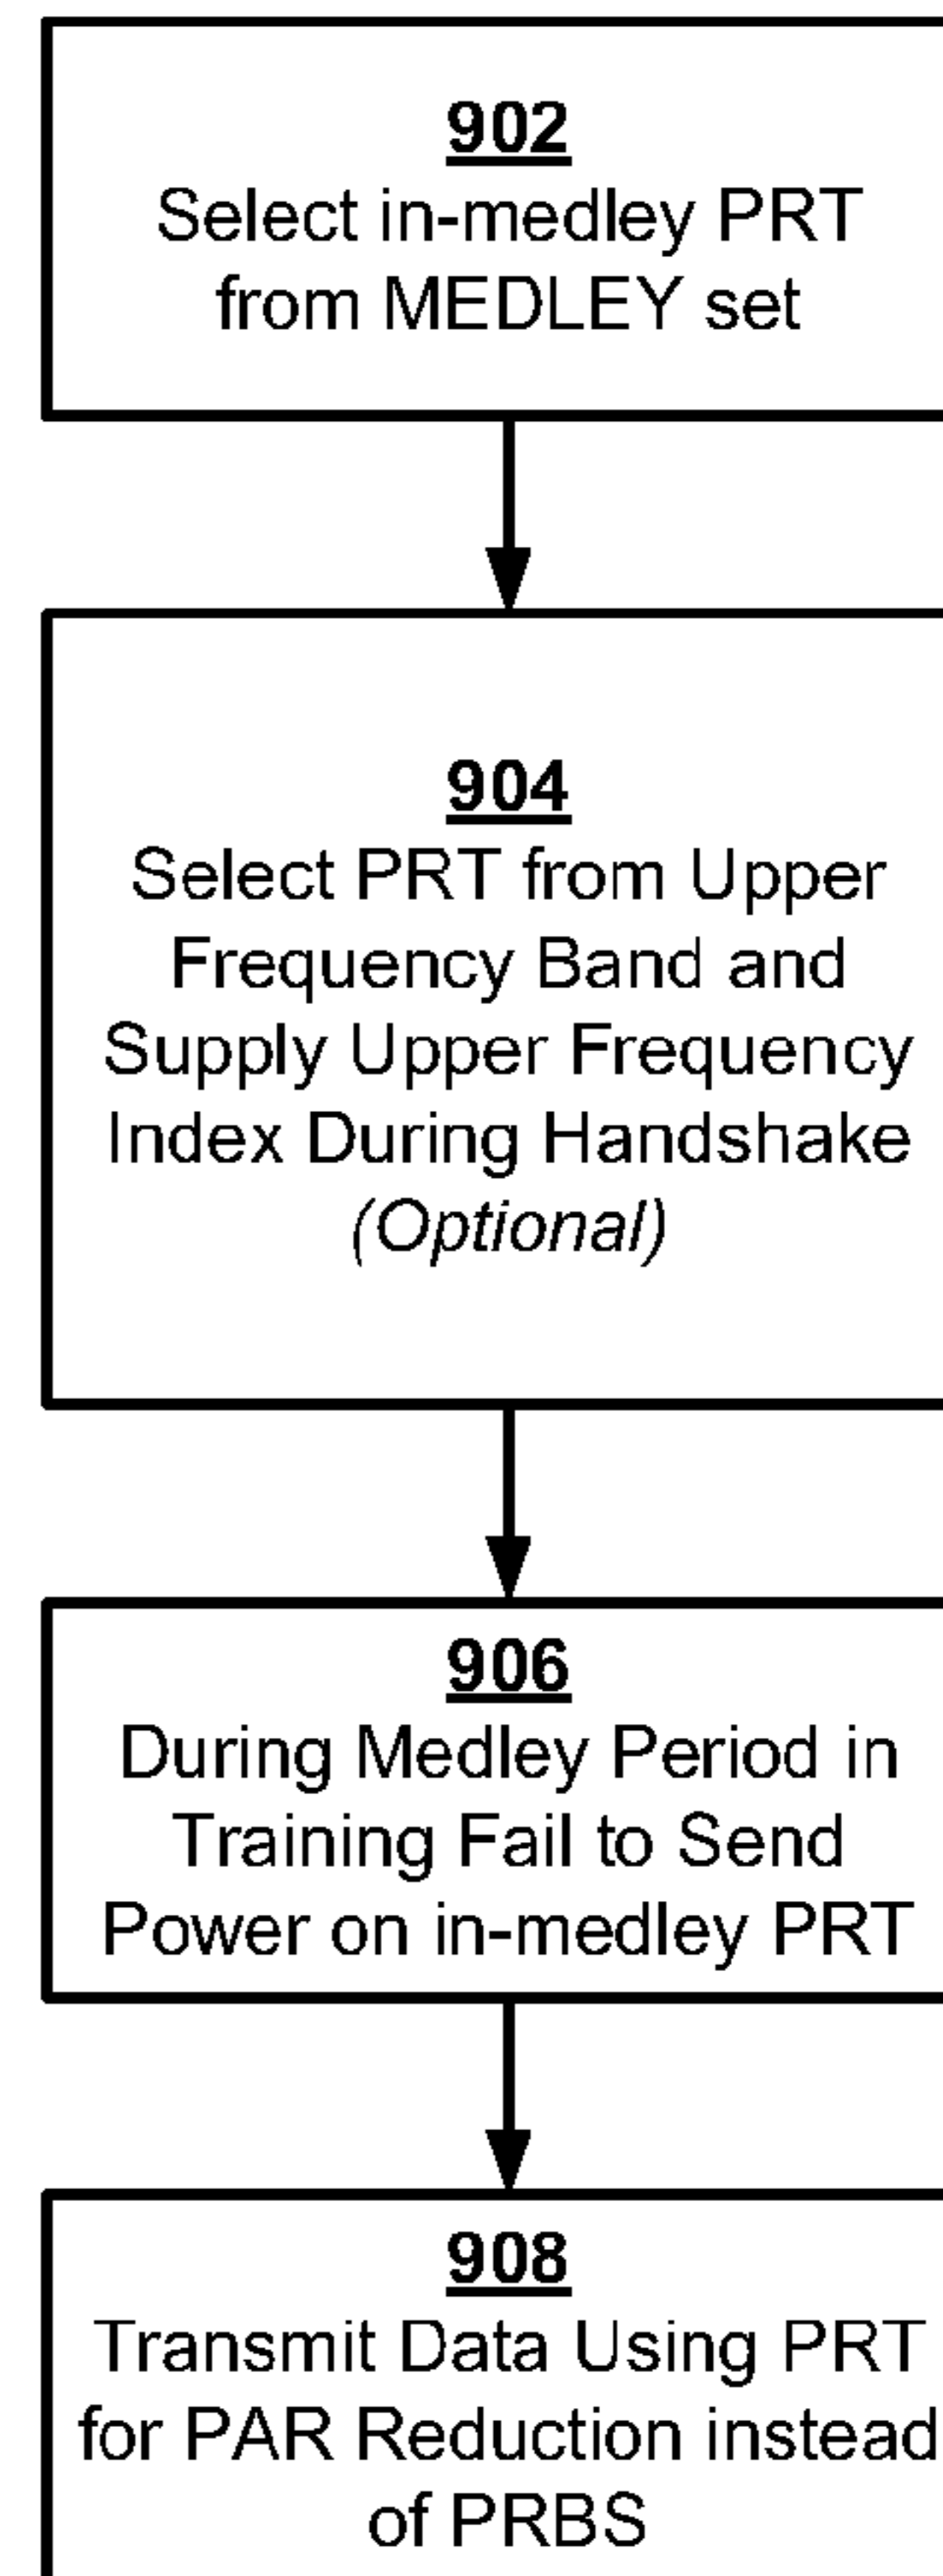 902
Select in-medley PRT
from MEDLEY set
904
Select PRT from Upper
Frequency Band and
Supply Upper Frequency
Index During Handshake
(Optional)
906
During Medley Period in
Training Fail to Send
Power on in-medley PRT
908
Transmit Data Using PRT
for PAR Reduction instead
of PRBS